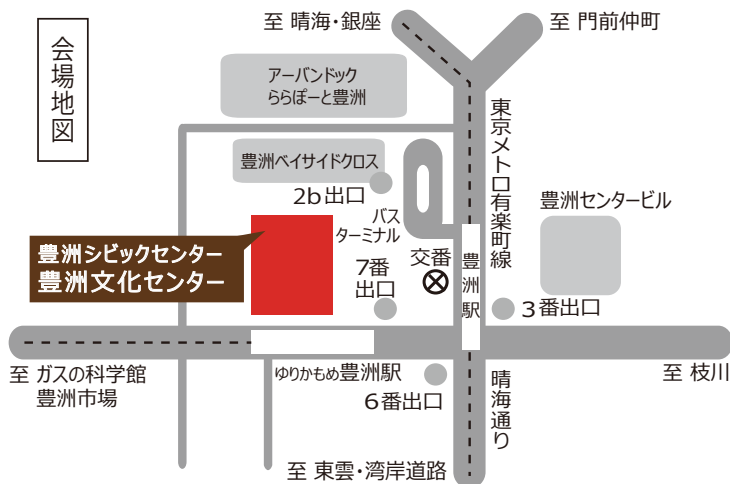 会場地図
至 晴海・銀座
至 門前仲町
アーバンドック
ららぽーと豊洲
東京メトロ有楽町線
豊洲ベイサイドクロス
2b出口
バス
ターミナル
豊洲センタービル
豊洲シビックセンター
豊洲文化センター
7番
出口
交番
豊洲駅
3番出口
至 ガスの科学館
豊洲市場
ゆりかもめ豊洲駅
6番出口
晴海通り
至 枝川
至 東雲・湾岸道路